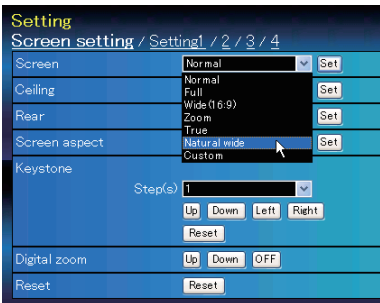 Setting
Screen setting / Setting1 / 2 / 3 / 4
Screen Normal Set
Normal
Full
Ceiling Set
Wide(16:9)
Zoom
Rear Set
True
Screen aspect Natural wide Set
Custom
Keystone
Step(s) 1
Up Down Left Right
Reset
Digital zoom Up Down OFF
Reset Reset